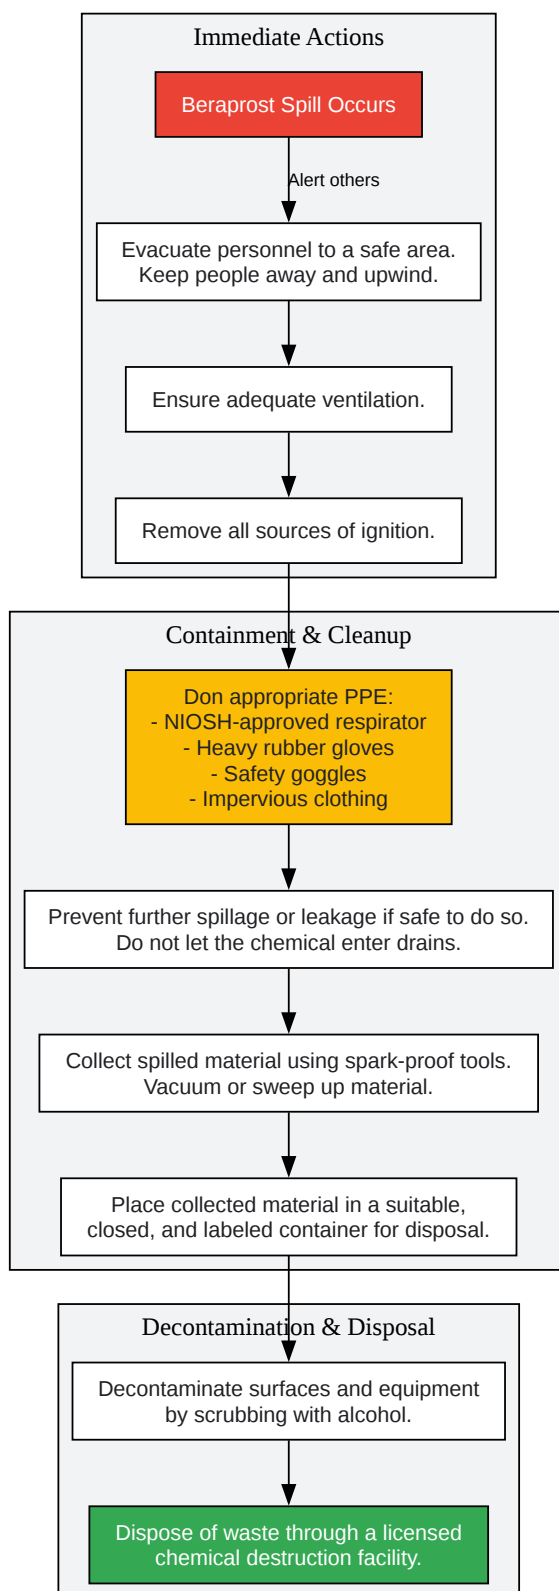 Immediate Actions
Beraprost Spill Occurs
Alert others
Evacuate personnel to a safe area.
Keep people away and upwind.
Ensure adequate ventilation.
Remove all sources of ignition.
Containment & Cleanup
Don appropriate PPE:
- NIOSH-approved respirator
- Heavy rubber gloves
- Safety goggles
- Impervious clothing
Prevent further spillage or leakage if safe to do so.
Do not let the chemical enter drains.
Collect spilled material using spark-proof tools.
Vacuum or sweep up material.
Place collected material in a suitable,
closed, and labeled container for disposal.
Decontamination & Disposal
Decontaminate surfaces and equipment
by scrubbing with alcohol.
Dispose of waste through a licensed
chemical destruction facility.